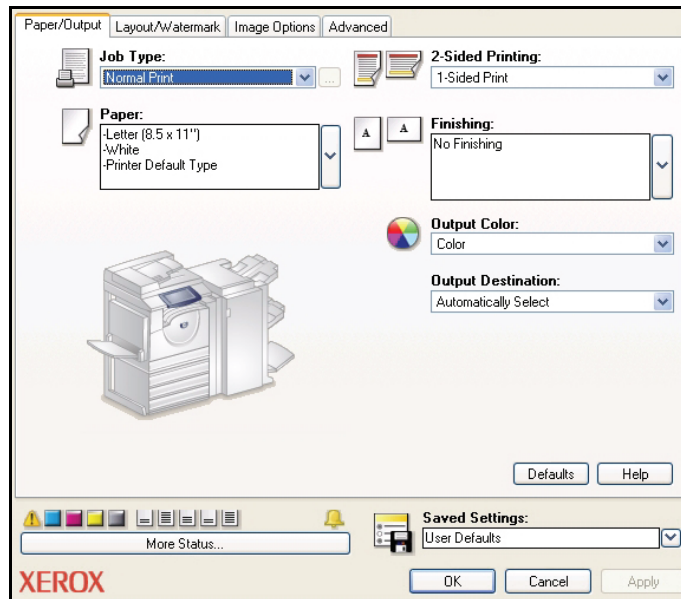 Paper/Output
Layout/Watermark
Image Options
Advanced
Job Type:
Normal Print
...
2-Sided Printing:
1-Sided Print
Paper:
-Letter (8.5 x 11")
-White
-Printer Default Type
A
A
Finishing:
No Finishing
Output Color:
Color
Output Destination:
Automatically Select
Defaults
Help
More Status...
Saved Settings:
User Defaults
XEROX
OK
Cancel
Apply